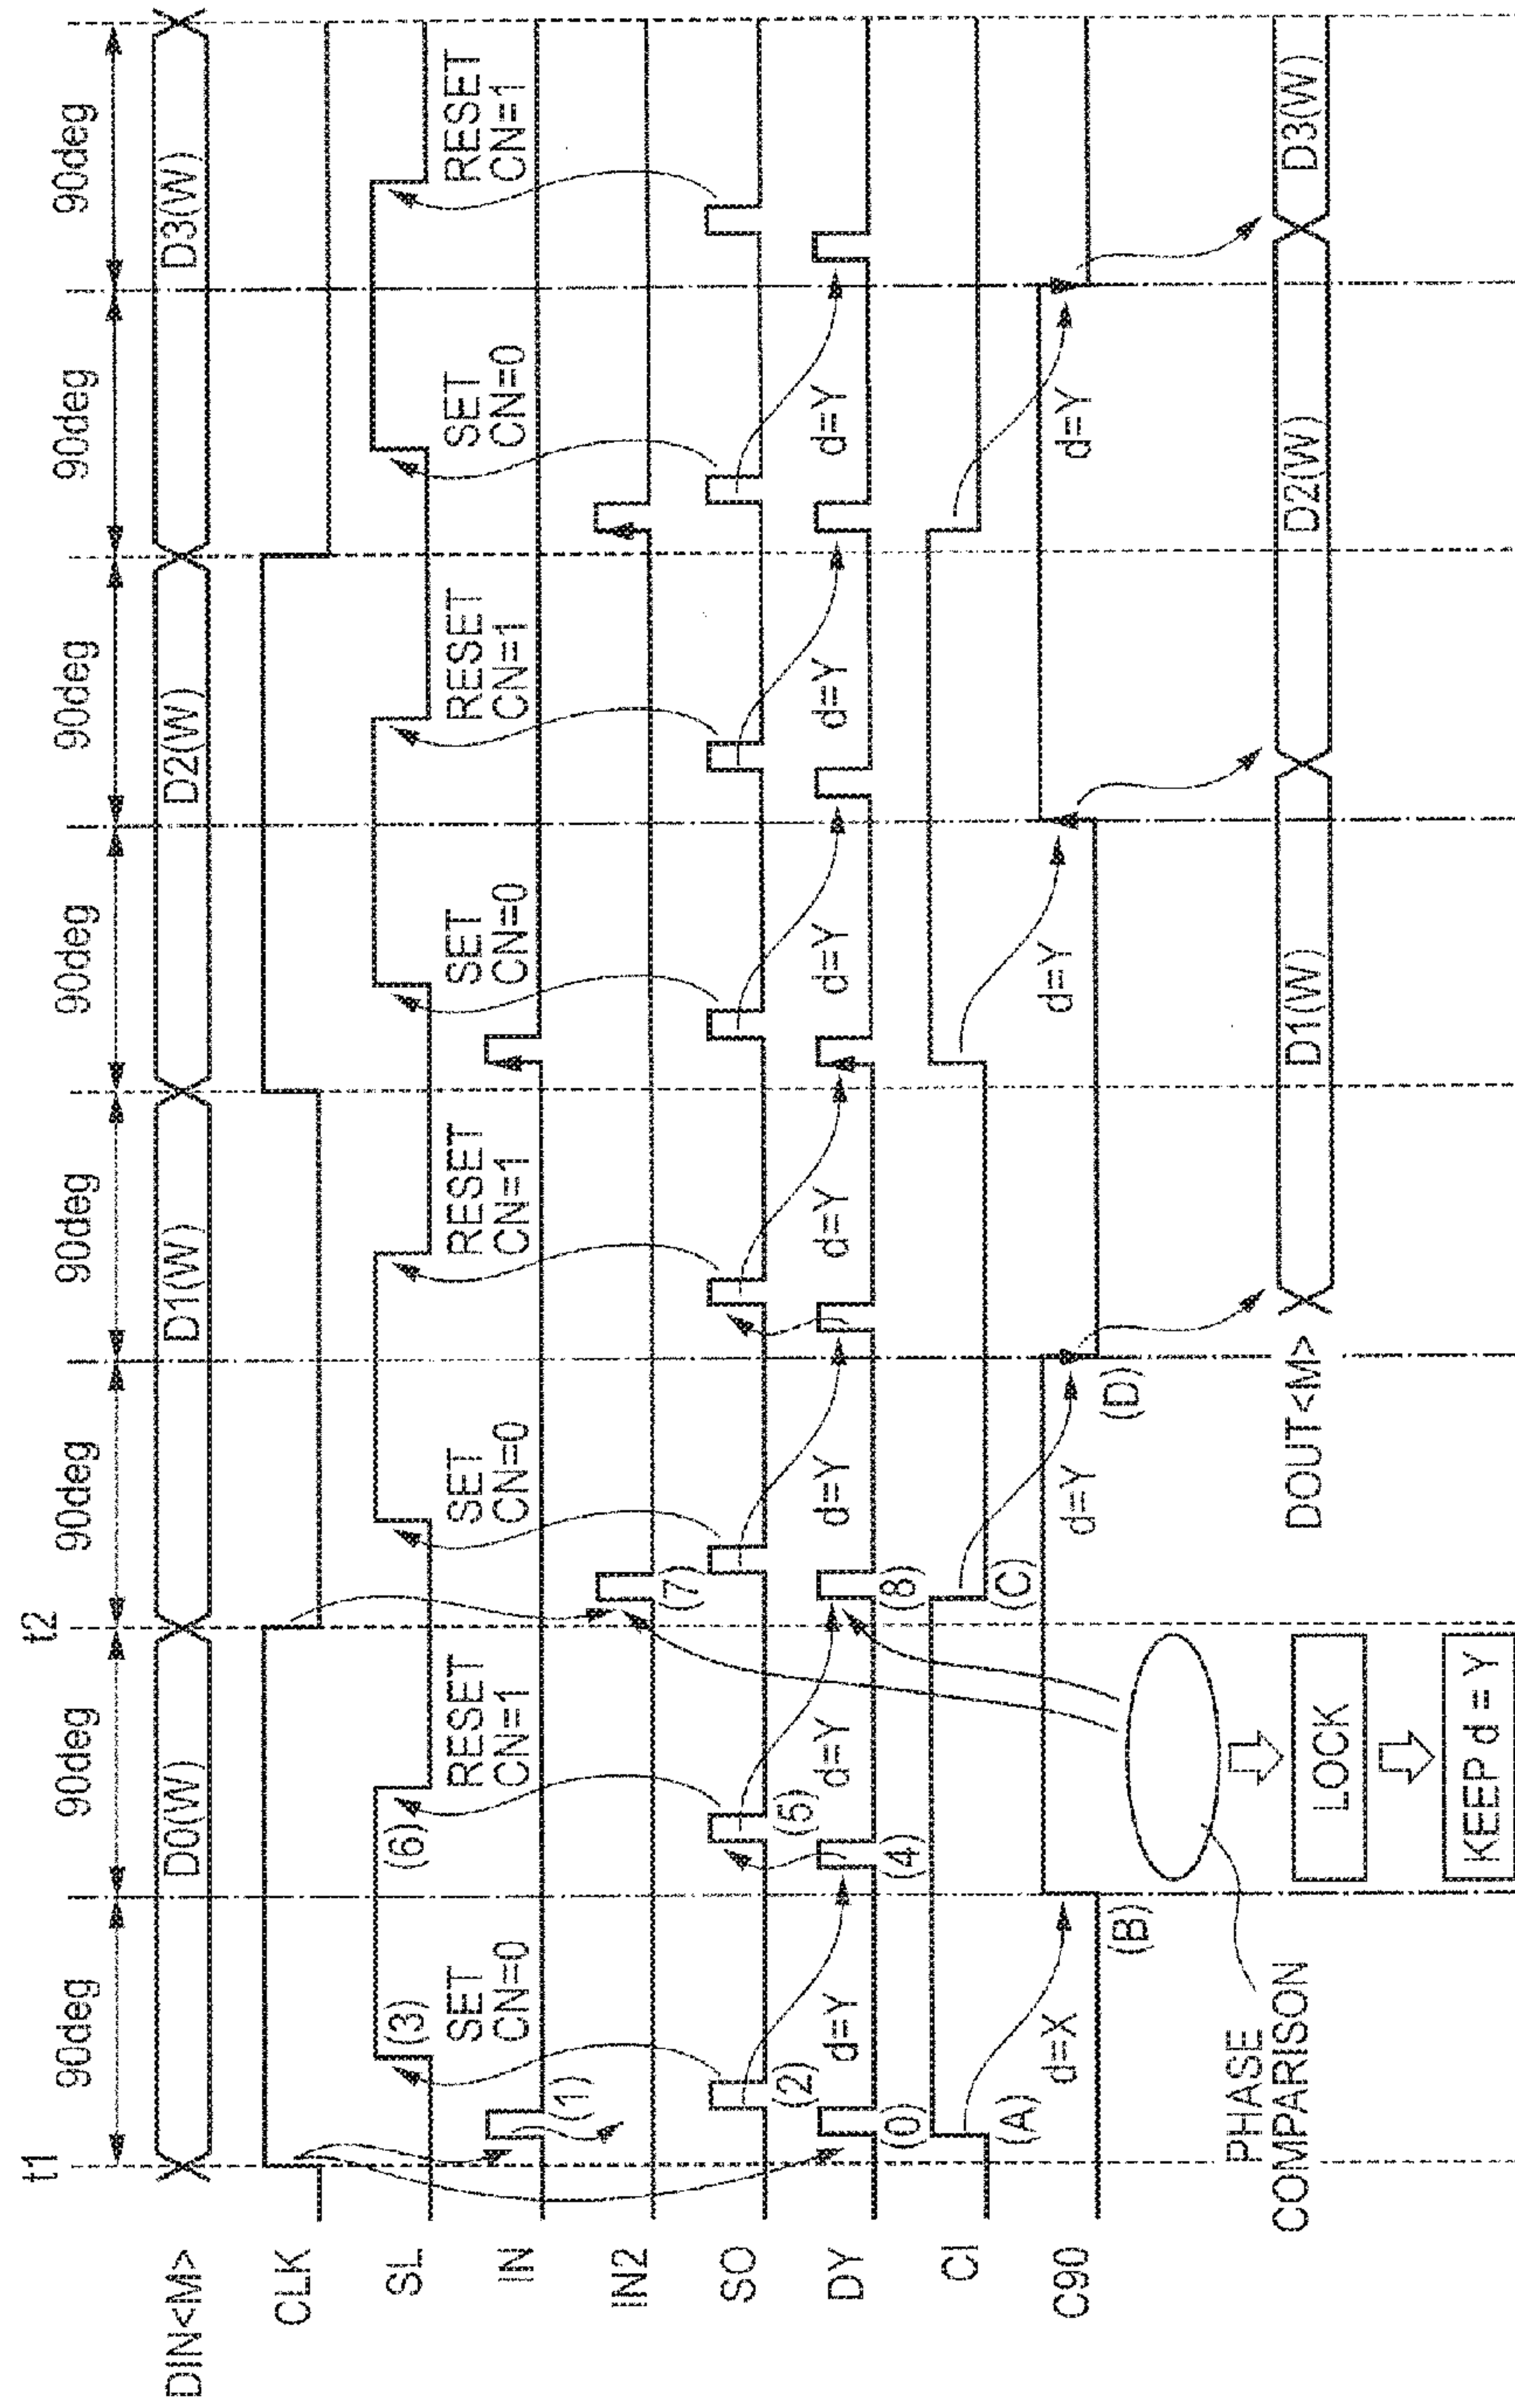 t1
t2
90deg
90deg
90deg
90deg
90deg
90deg
90deg
90deg
DIN<M>
D0(W)
D1(W)
D2(W)
D3(W)
CLK
SL
(3)
(6)
SET
CN=0
RESET
CN=1
SET
CN=0
RESET
CN=1
SET
CN=0
RESET
CN=1
SET
CN=0
RESET
CN=1
IN
(1)
IN2
(7)
SO
(2)
(5)
DY
(0)
d=Y
(4)
d=Y
(8)
d=Y
d=Y
d=Y
d=Y
d=Y
CI
(A)
(C)
C90
d=X
(B)
d=Y
(D)
d=Y
d=Y
PHASE
COMPARISON
LOCK
KEEP d = Y
DOUT<M>
D1(W)
D2(W)
D3(W)